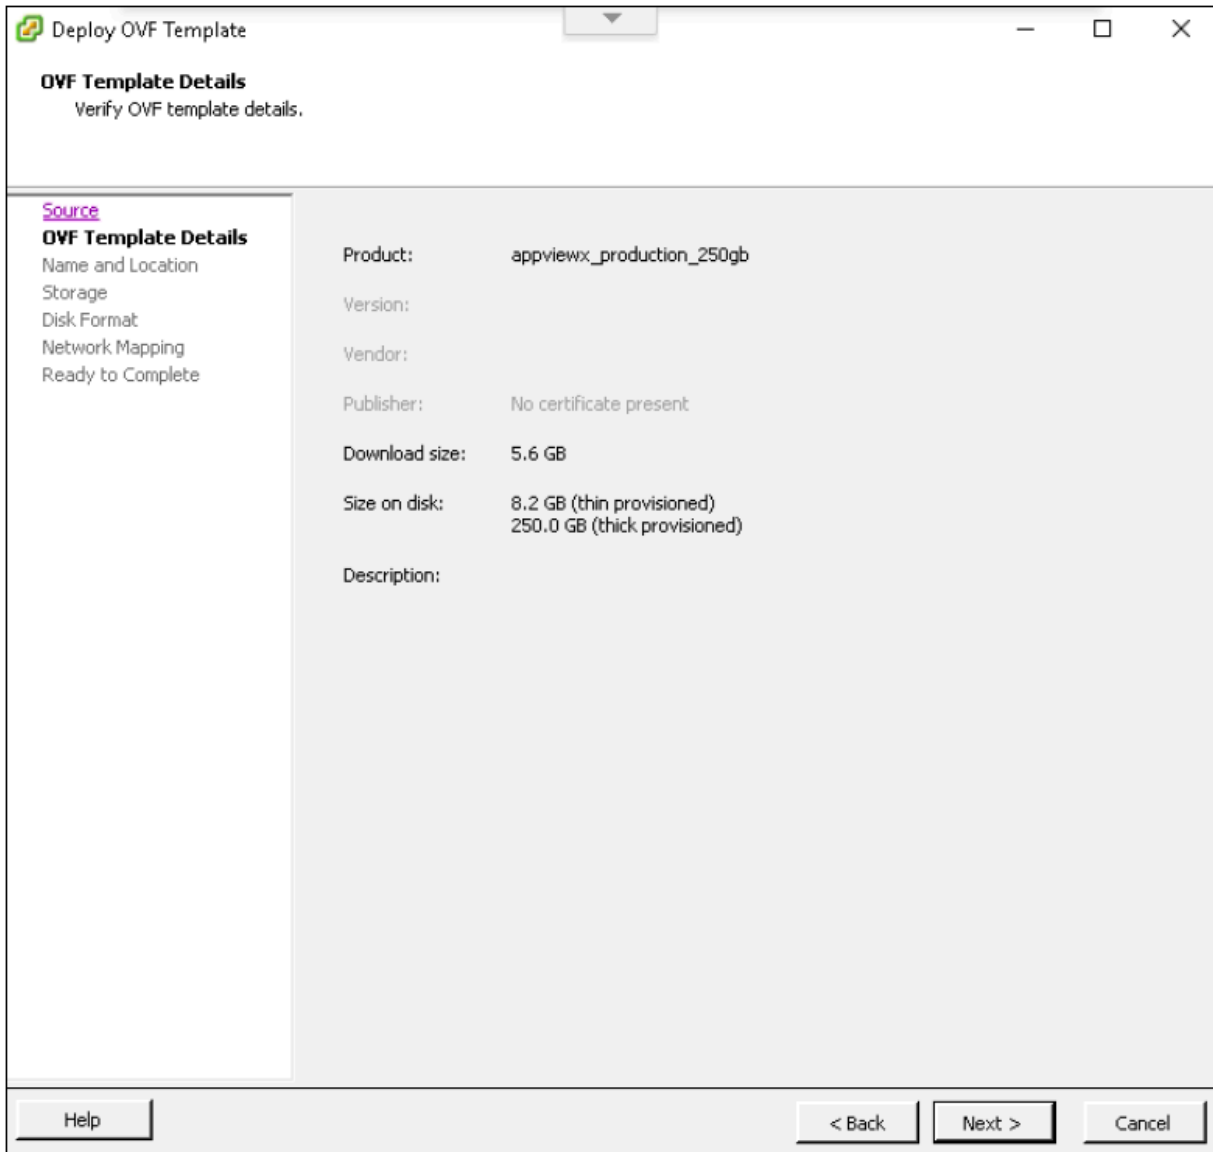 Deploy OVF Template
OVF Template Details
Verify OVF template details.
Source
OVF Template Details
Name and Location
Storage
Disk Format
Network Mapping
Ready to Complete
Product: appviewx_production_250gb
Version:
Vendor:
Publisher: No certificate present
Download size: 5.6 GB
Size on disk: 8.2 GB (thin provisioned)
250.0 GB (thick provisioned)
Description:
Help
< Back
Next >
Cancel